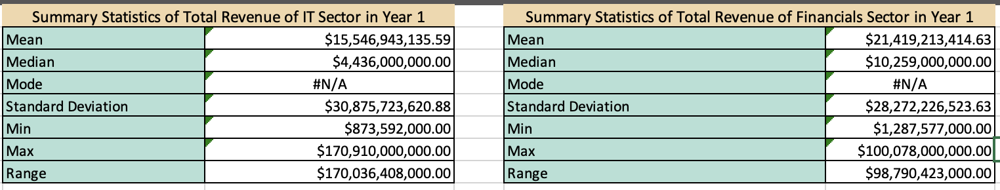 Summary Statistics of Total Revenue of IT Sector in Year 1
Mean $15,546,943,135.59
Median $4,436,000,000.00
Mode #N/A
Standard Deviation $30,875,723,620.88
Min $873,592,000.00
Max $170,910,000,000.00
Range $170,036,408,000.00
Summary Statistics of Total Revenue of Financials Sector in Year 1
Mean $21,419,213,414.63
Median $10,259,000,000.00
Mode #N/A
Standard Deviation $28,272,226,523.63
Min $1,287,577,000.00
Max $100,078,000,000.00
Range $98,790,423,000.00